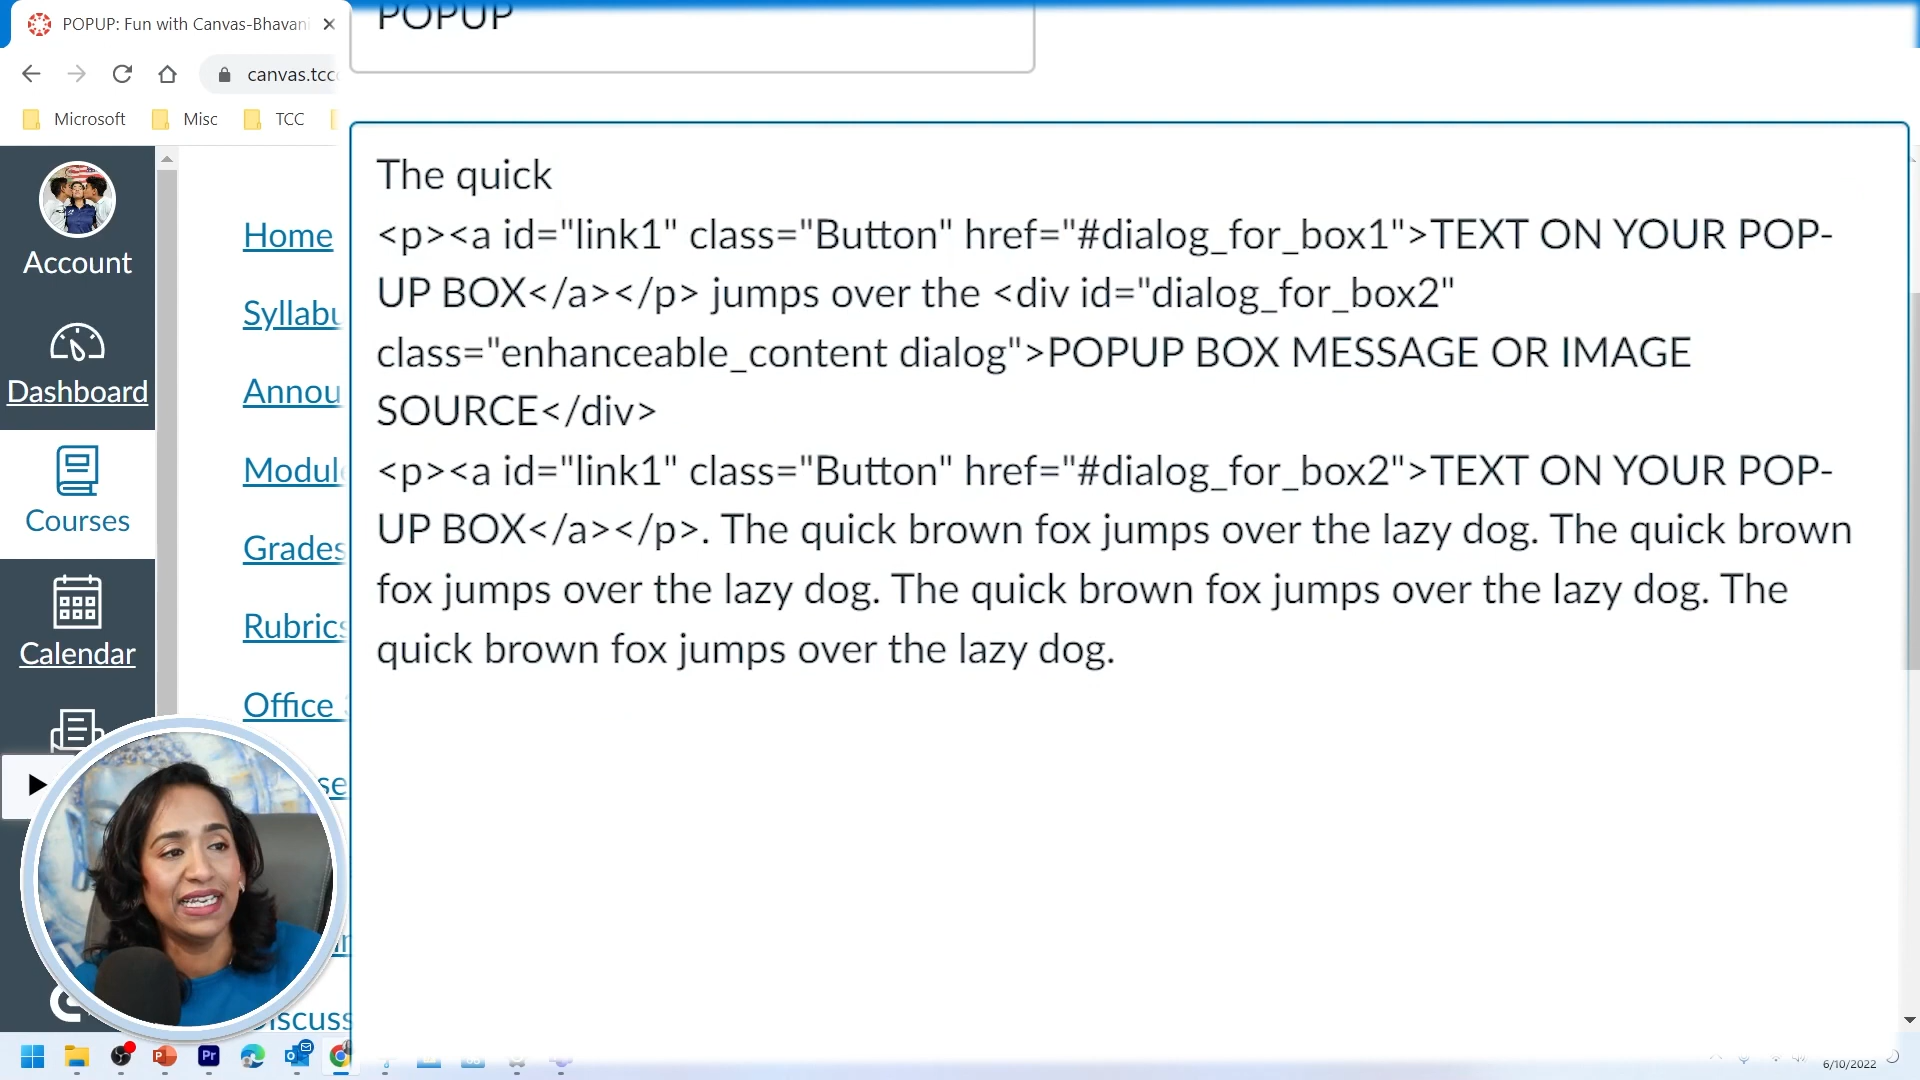 POPUP: Fun with Canvas-Bhavani
POPUP
canvas.tcc
Microsoft
Misc
TCC
Account
Dashboard
Courses
Calendar
Home
Syllabu
Annou
Module
Grades
Rubrics
Office
The quick
<p><a id="link1" class="Button" href="#dialog_for_box1">TEXT ON YOUR POP-
UP BOX</a></p> jumps over the <div id="dialog_for_box2"
class="enhanceable_content dialog">POPUP BOX MESSAGE OR IMAGE
SOURCE</div>
<p><a id="link1" class="Button" href="#dialog_for_box2">TEXT ON YOUR POP-
UP BOX</a></p>. The quick brown fox jumps over the lazy dog. The quick brown
fox jumps over the lazy dog. The quick brown fox jumps over the lazy dog. The
quick brown fox jumps over the lazy dog.
Discuss
Pr
6/10/2022